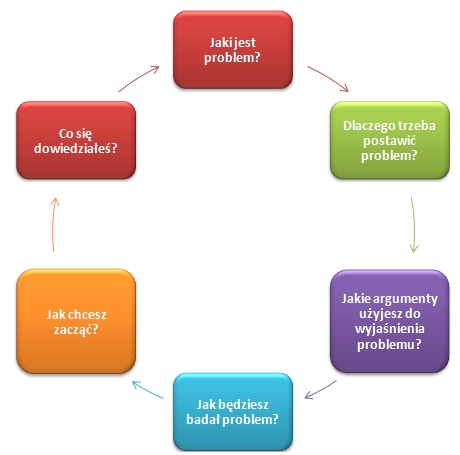 Jaki jest
problem?
Dlaczego trzeba
postawić
problem?
Jakie argumenty
użyjesz do
wyjaśnienia
problemu?
Jak będziesz
badał problem?
Jak chcesz
zacząć?
Co się
dowiedziałeś?